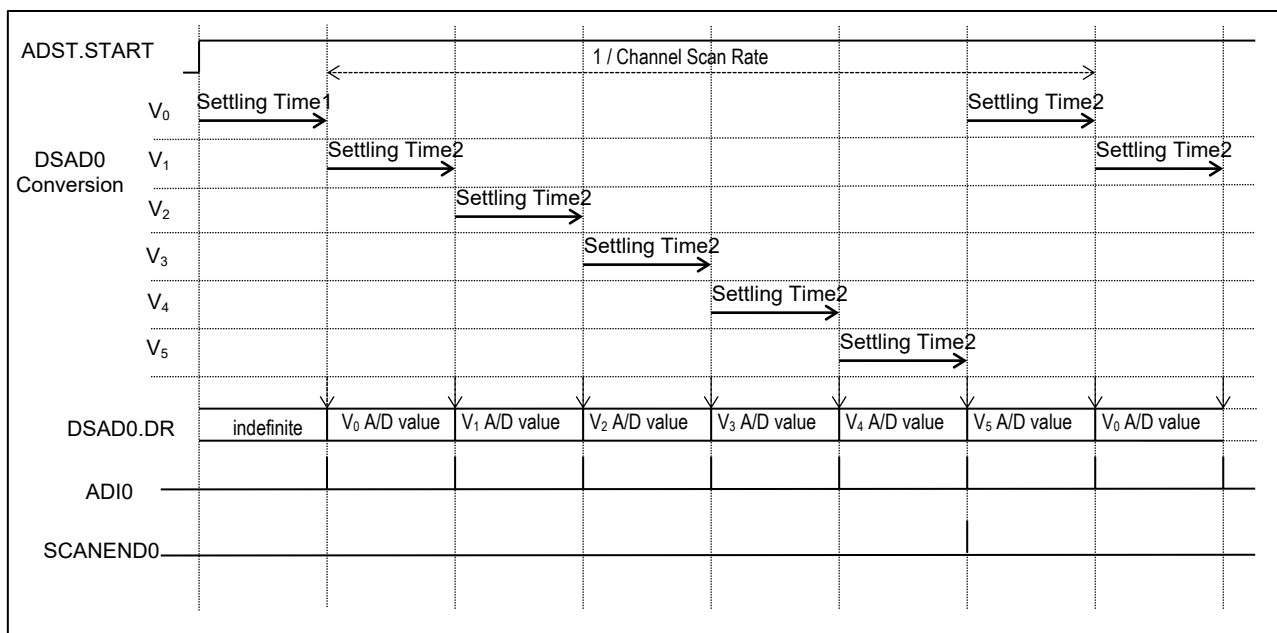 ADST.START
1 / Channel Scan Rate
V₀
Settling Time1
Settling Time2
DSAD0
Conversion
V₁
Settling Time2
Settling Time2
V₂
Settling Time2
V₃
Settling Time2
V₄
Settling Time2
V₅
Settling Time2
DSAD0.DR
indefinite
V₀ A/D value
V₁ A/D value
V₂ A/D value
V₃ A/D value
V₄ A/D value
V₅ A/D value
V₀ A/D value
ADI0
SCANEND0